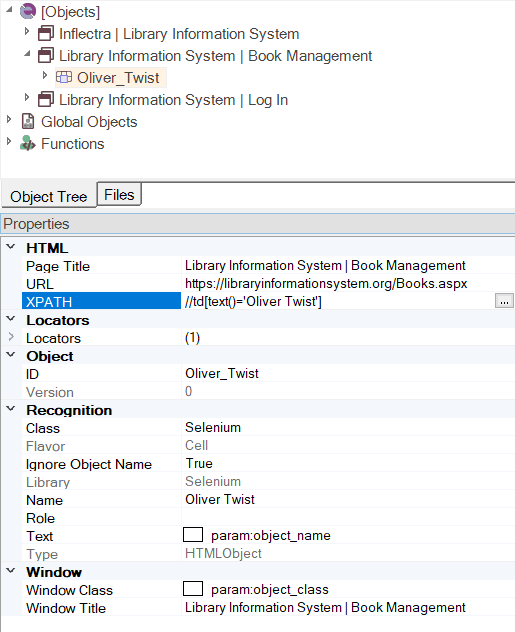 [Objects]
Inflectra | Library Information System
Library Information System | Book Management
Oliver_Twist
Library Information System | Log In
Global Objects
Functions
Object Tree Files
Properties
HTML
Page Title Library Information System | Book Management
URL https://libraryinformationsystem.org/Books.aspx
XPATH //td[text()='Oliver Twist'] ...
Locators
Locators (1)
Object
ID Oliver_Twist
Version 0
Recognition
Class Selenium
Flavor Cell
Ignore Object Name True
Library Selenium
Name Oliver Twist
Role
Text param:object_name
Type HTMLObject
Window
Window Class param:object_class
Window Title Library Information System | Book Management